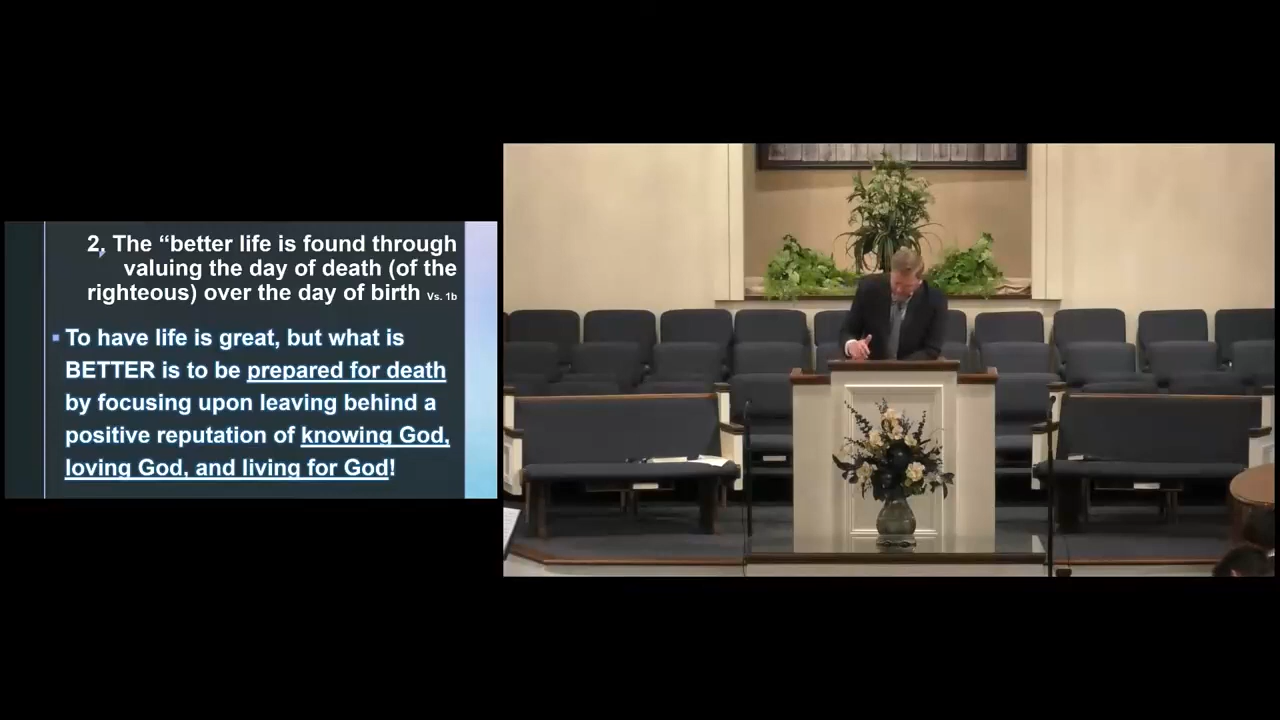 2. The “better life is found through
valuing the day of death (of the
righteous) over the day of birth Vs. 1b
▪ To have life is great, but what is
BETTER is to be prepared for death
by focusing upon leaving behind a
positive reputation of knowing God,
loving God, and living for God!